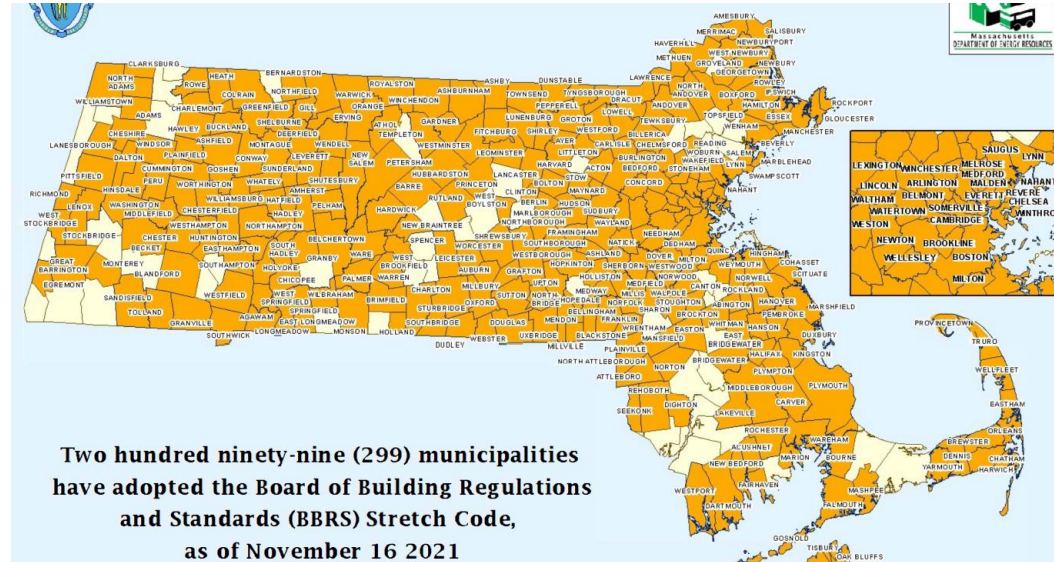 Massachusetts
DEPARTMENT OF ENERGY RESOURCES
AMESBURY
SALISBURY
MERRIMAC
NEWBURYPORT
HAVERHILL
WEST NEWBURY
METHUEN
GROVELAND
NEWBURY
GEORGETOWN
CLARKSBURG
LAWRENCE
ROWLEY
NORTH ADAMS
ROWE
HEATH
BERNARDSTON
NORTHFIELD
ROYALSTON
ASHBY
DUNSTABLE
NORTH ANDOVER
BOXFORD
IPSWICH
COLRAIN
WARWICK
ASHBURNHAM
TOWNSEND
TYNGSBOROUGH
DRACUT
ANDOVER
HAMILTON
ROCKPORT
WILLIAMSTOWN
CHARLEMONT
GREENFIELD
GILL
ORANGE
WINCHENDON
PEPPERELL
LOWELL
TEWKSBURY
TOPSFIELD
ESSEX
GLOUCESTER
ADAMS
SHELBURNE
ERVING
ATHOL
GARDNER
LUNENBURG
GROTON
WENHAM
MANCHESTER
HAWLEY
BUCKLAND
TEMPLETON
FITCHBURG
SHIRLEY
WESTFORD
BILLERICA
READING
BEVERLY
CHESHIRE
DEERFIELD
WENDELL
WESTMINSTER
AYER
CARLISLE
CHELMSFORD
WOBURN
SALEM
LANESBOROUGH
WINDSOR
ASHFIELD
MONTAGUE
LEOMINSTER
LITTLETON
BURLINGTON
WAKEFIELD
LYNN
MARBLEHEAD
DALTON
PLAINFIELD
CONWAY
LEVERETT
NEW SALEM
PETERSHAM
HARVARD
ACTON
BEDFORD
STONEHAM
SWAMPSCOTT
PITTSFIELD
CUMMINGTON
GOSHEN
SUNDERLAND
HUBBARDSTON
LANCASTER
STOW
CONCORD
NAHANT
HINSDALE
PERU
WORTHINGTON
WHATELY
SHUTESBURY
BARRE
PRINCETON
BOLTON
MAYNARD
RICHMOND
LENOX
WASHINGTON
WILLIAMSBURG
HATFIELD
AMHERST
RUTLAND
CLINTON
BERLIN
HUDSON
WEST STOCKBRIDGE
MIDDLEFIELD
CHESTERFIELD
HADLEY
PELHAM
HARDWICK
WEST BOYLSTON
MARLBOROUGH
SUDBURY
STOCKBRIDGE
WESTHAMPTON
NORTHAMPTON
NEW BRAINTREE
NORTHBOROUGH
WAYLAND
CHESTER
HUNTINGTON
SOUTH HADLEY
BELCHERTOWN
SPENCER
SHREWSBURY
FRAMINGHAM
NEEDHAM
BECKET
EASTHAMPTON
WARE
WORCESTER
SOUTHBOROUGH
NATICK
DEDHAM
QUINC
HINGHAM
GREAT BARRINGTON
MONTEREY
SOUTHAMPTON
HOLYOKE
GRANBY
WEST BROOKFIELD
LEICESTER
WESTBOROUGH
ASHLAND
DOVER
MILTON
WEYMOUTH
COHASSET
BLANDFORD
CHICOPEE
PALMER
WARREN
AUBURN
GRAFTON
HOPKINTON
SHERBORN
WESTWOOD
SCITUATE
EGREMONT
WESTFIELD
WEST SPRINGFIELD
WILBRAHAM
CHARLTON
MILLBURY
UPTON
HOLLISTON
MEDFIELD
NORWOOD
CANTON
NORWELL
SANDISFIELD
SPRINGFIELD
BRIMFIELD
STURBRIDGE
OXFORD
SUTTON
NORTH-BRIDGE
HOPEDALE
MEDWAY
MILLIS
WALPOLE
ROCKLAND
TOLLAND
AGAWAM
EAST LONGMEADOW
NORFOLK
STOUGHTON
ABINGTON
HANOVER
MARSHFIELD
GRANVILLE
LONGMEADOW
MONSON
HOLLAND
SOUTHBRIDGE
DOUGLAS
MENDON
BELLINGHAM
FRANKLIN
SHARON
BROCKTON
PEMBROKE
SOUTHWICK
DUDLEY
WEBSTER
UXBRIDGE
BLACKSTONE
WRENTHAM
EASTON
WHITMAN
HANSON
DUXBURY
MILLVILLE
PLAINVILLE
MANSFIELD
EAST BRIDGEWATER
NORTH ATTLEBOROUGH
NORTON
BRIDGEWATER
HALIFAX
KINGSTON
ATTLEBORO
PLYMPTON
REHOBOTH
MIDDLEBOROUGH
PLYMOUTH
SEEKONK
DIGHTON
CARVER
LAKEVILLE
ROCHESTER
WAREHAM
ACUSHNET
MARION
BOURNE
NEW BEDFORD
FAIRHAVEN
MASHPEE
WESTPORT
DARTMOUTH
FALMOUTH
GOSNOLD
TISBURY
OAK BLUFFS
PROVINCETOWN
TRURO
WELLFLEET
EASTHAM
ORLEANS
BREWSTER
DENNIS
CHATHAM
YARMOUTH
HARWICH
SAUGUS
LEXINGTON
WINCHESTER
MELROSE
LYNN
MEDFORD
LINCOLN
ARLINGTON
MALDEN
NAHANT
WALTHAM
BELMONT
EVERETT
REVERE
WATERTOWN
SOMERVILLE
CHELSEA
WESTON
CAMBRIDGE
WINTHRO
NEWTON
BROOKLINE
WELLESLEY
BOSTON
MILTON
Two hundred ninety-nine (299) municipalities
have adopted the Board of Building Regulations
and Standards (BBRS) Stretch Code,
as of November 16 2021